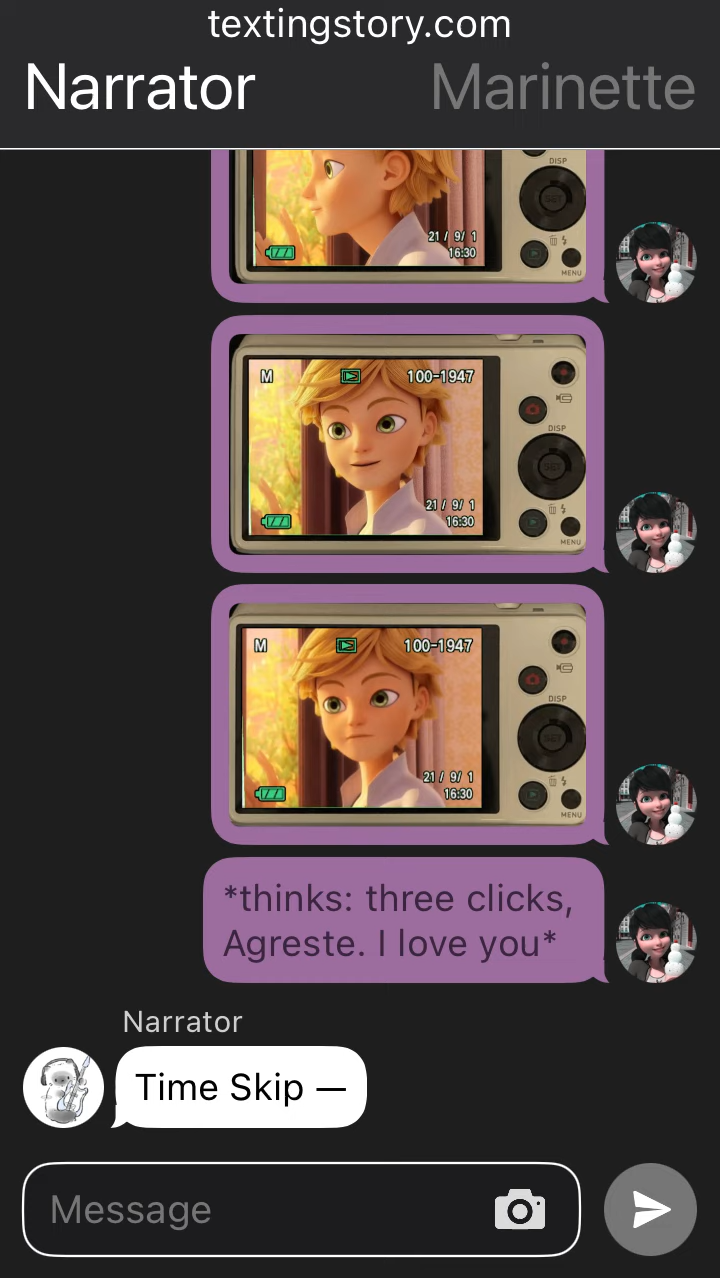 textingstory.com
Narrator
Marinette
DISP
SET
21 / 9/ 1
16:30
MENU
M
100-1947
DISP
SET
21 / 9/ 1
16:30
MENU
M
100-1947
DISP
SET
21 / 9/ 1
16:30
MENU
*thinks: three clicks,
Agreste. I love you*
Narrator
Time Skip —
Message